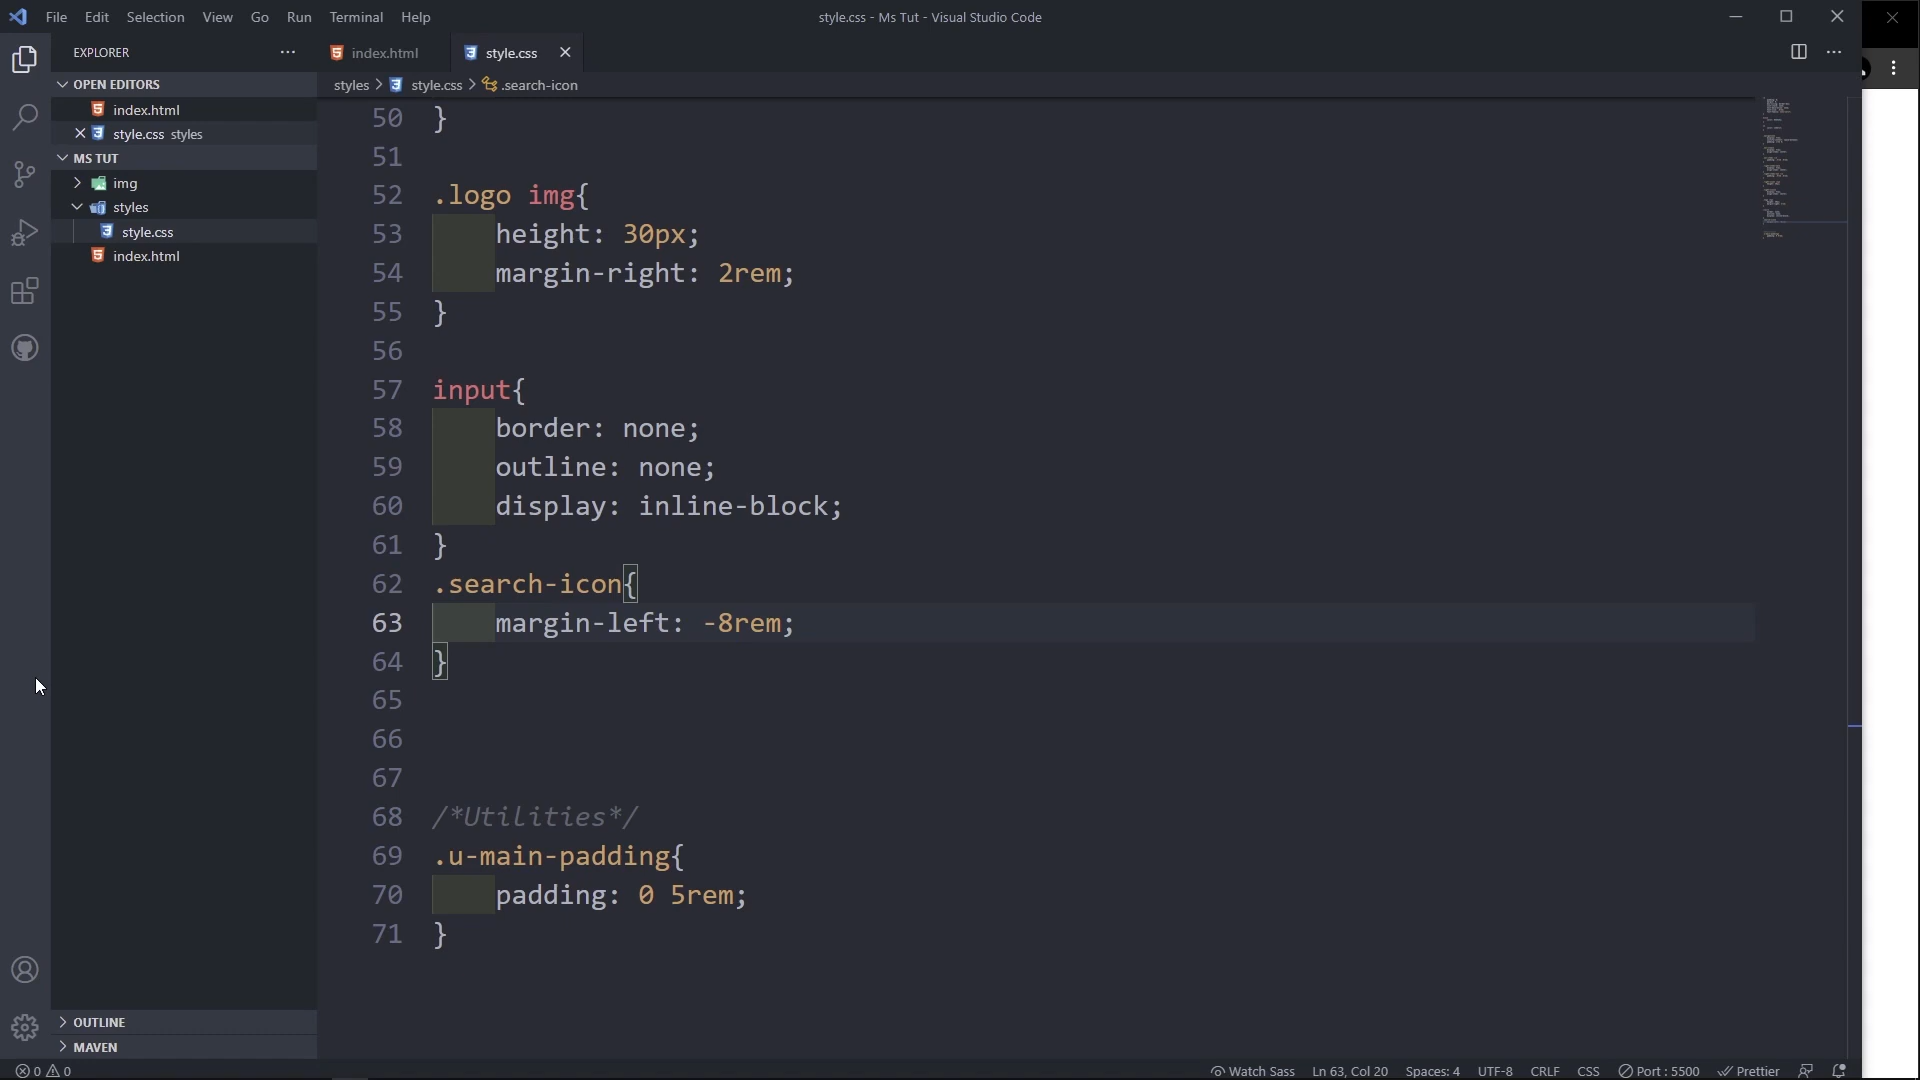 File Edit Selection View Go Run Terminal Help
style.css - Ms Tut - Visual Studio Code
EXPLORER
index.html
style.css
OPEN EDITORS
index.html
style.css styles
MS TUT
img
styles
style.css
index.html
OUTLINE
MAVEN
styles > style.css > .search-icon
50 }
51
52 .logo img{
53 height: 30px;
54 margin-right: 2rem;
55 }
56
57 input{
58 border: none;
59 outline: none;
60 display: inline-block;
61 }
62 .search-icon{
63 margin-left: -8rem;
64 }
65
66
67
68 /*Utilities*/
69 .u-main-padding{
70 padding: 0 5rem;
71 }
0 0
Watch Sass Ln 63, Col 20 Spaces: 4 UTF-8 CRLF CSS Port : 5500 Prettier